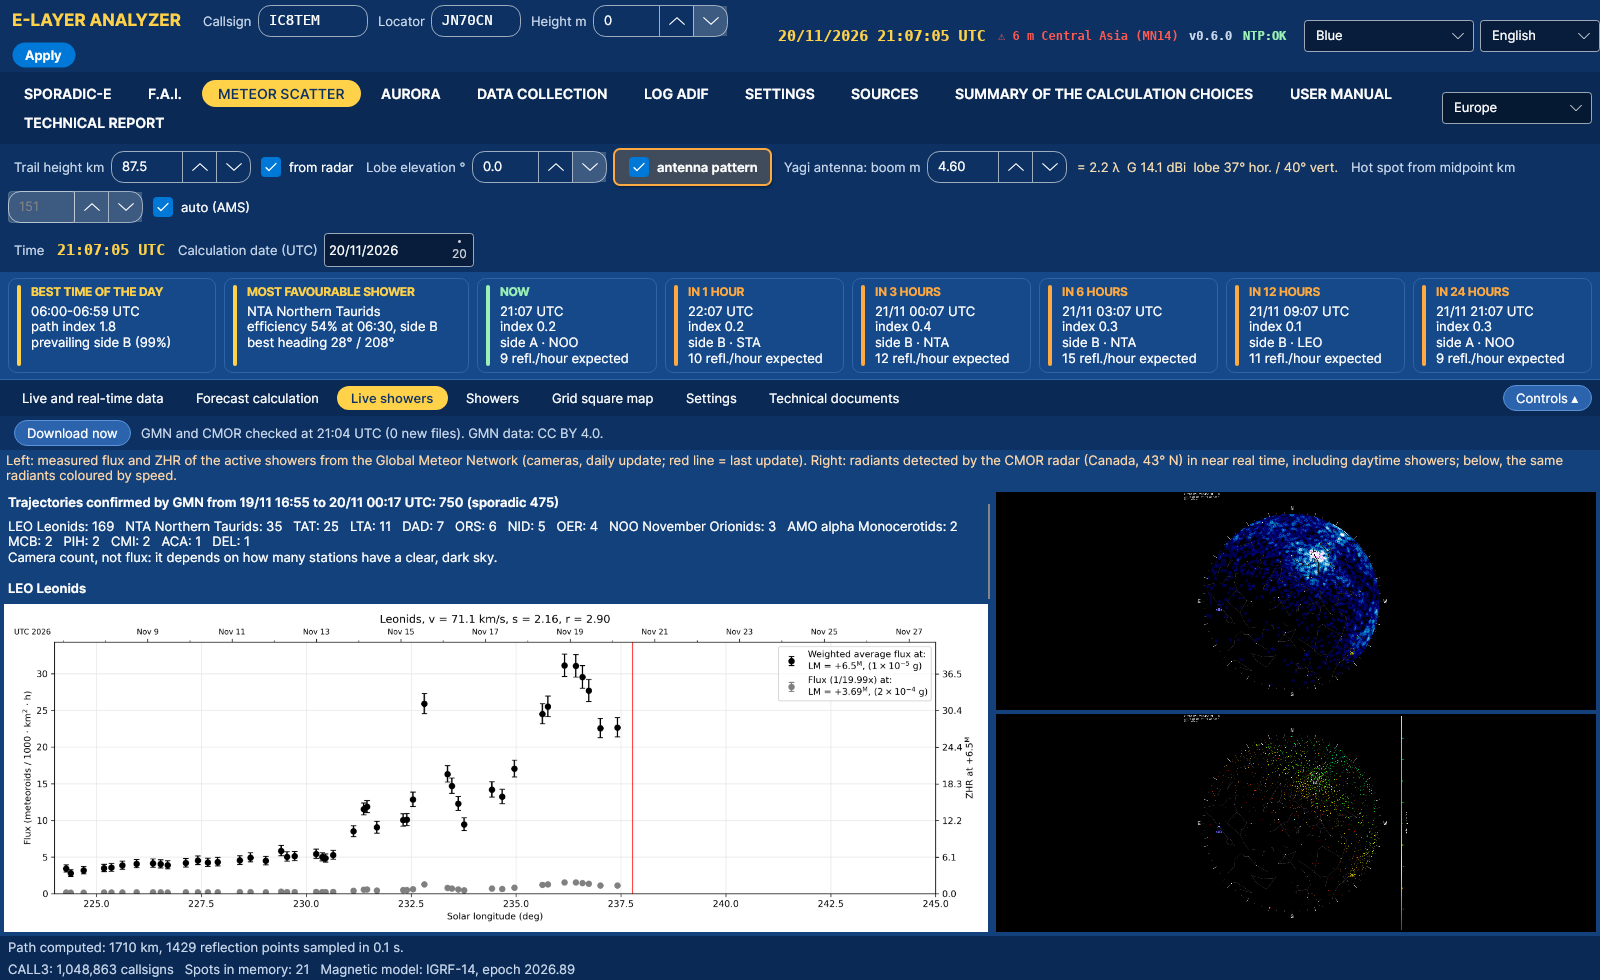 E-LAYER ANALYZER Callsign IC8TEM Locator JN70CN Height m 0
20/11/2026 21:07:05 UTC ⚠ 6 m Central Asia (MN14) v0.6.0 NTP:OK Blue English
Apply
SPORADIC-E F.A.I. METEOR SCATTER AURORA DATA COLLECTION LOG ADIF SETTINGS SOURCES SUMMARY OF THE CALCULATION CHOICES USER MANUAL
Europe
TECHNICAL REPORT
Trail height km 87.5 from radar Lobe elevation ° 0.0 antenna pattern Yagi antenna: boom m 4.60 = 2.2 λ G 14.1 dBi lobe 37° hor. / 40° vert. Hot spot from midpoint km
151 auto (AMS)
Time 21:07:05 UTC Calculation date (UTC) 20/11/2026 20
BEST TIME OF THE DAY
06:00-06:59 UTC
path index 1.8
prevailing side B (99%)
MOST FAVOURABLE SHOWER
NTA Northern Taurids
efficiency 54% at 06:30, side B
best heading 28° / 208°
NOW
21:07 UTC
index 0.2
side A · NOO
9 refl./hour expected
IN 1 HOUR
22:07 UTC
index 0.2
side B · STA
10 refl./hour expected
IN 3 HOURS
21/11 00:07 UTC
index 0.4
side B · NTA
12 refl./hour expected
IN 6 HOURS
21/11 03:07 UTC
index 0.3
side B · NTA
15 refl./hour expected
IN 12 HOURS
21/11 09:07 UTC
index 0.1
side B · LEO
11 refl./hour expected
IN 24 HOURS
21/11 21:07 UTC
index 0.3
side A · NOO
9 refl./hour expected
Live and real-time data Forecast calculation Live showers Showers Grid square map Settings Technical documents Controls ▴
Download now GMN and CMOR checked at 21:04 UTC (0 new files). GMN data: CC BY 4.0.
Left: measured flux and ZHR of the active showers from the Global Meteor Network (cameras, daily update; red line = last update). Right: radiants detected by the CMOR radar (Canada, 43° N) in near real time, including daytime showers; below, the same
radiants coloured by speed.
Trajectories confirmed by GMN from 19/11 16:55 to 20/11 00:17 UTC: 750 (sporadic 475)
LEO Leonids: 169 NTA Northern Taurids: 35 TAT: 25 LTA: 11 DAD: 7 ORS: 6 NID: 5 OER: 4 NOO November Orionids: 3 AMO alpha Monocerotids: 2
MCB: 2 PIH: 2 CMI: 2 ACA: 1 DEL: 1
Camera count, not flux: it depends on how many stations have a clear, dark sky.
LEO Leonids
Leonids, v = 71.1 km/s, s = 2.16, r = 2.90
UTC 2026 Nov 9 Nov 11 Nov 13 Nov 15 Nov 17 Nov 19 Nov 21 Nov 23 Nov 25 Nov 27
Weighted average flux at:
LM = +6.5ᴹ, (1 × 10⁻⁵ g)
Flux (1/19.99x) at:
LM = +3.69ᴹ, (2 × 10⁻⁴ g)
Flux (meteoroids / 1000 · km² · h)
30
25
20
15
10
5
0
36.5
30.4
24.4
18.3
12.2
6.1
0.0
ZHR at +6.5ᴹ
225.0 227.5 230.0 232.5 235.0 237.5 240.0 242.5 245.0
Solar longitude (deg)
Path computed: 1710 km, 1429 reflection points sampled in 0.1 s.
CALL3: 1,048,863 callsigns Spots in memory: 21 Magnetic model: IGRF-14, epoch 2026.89